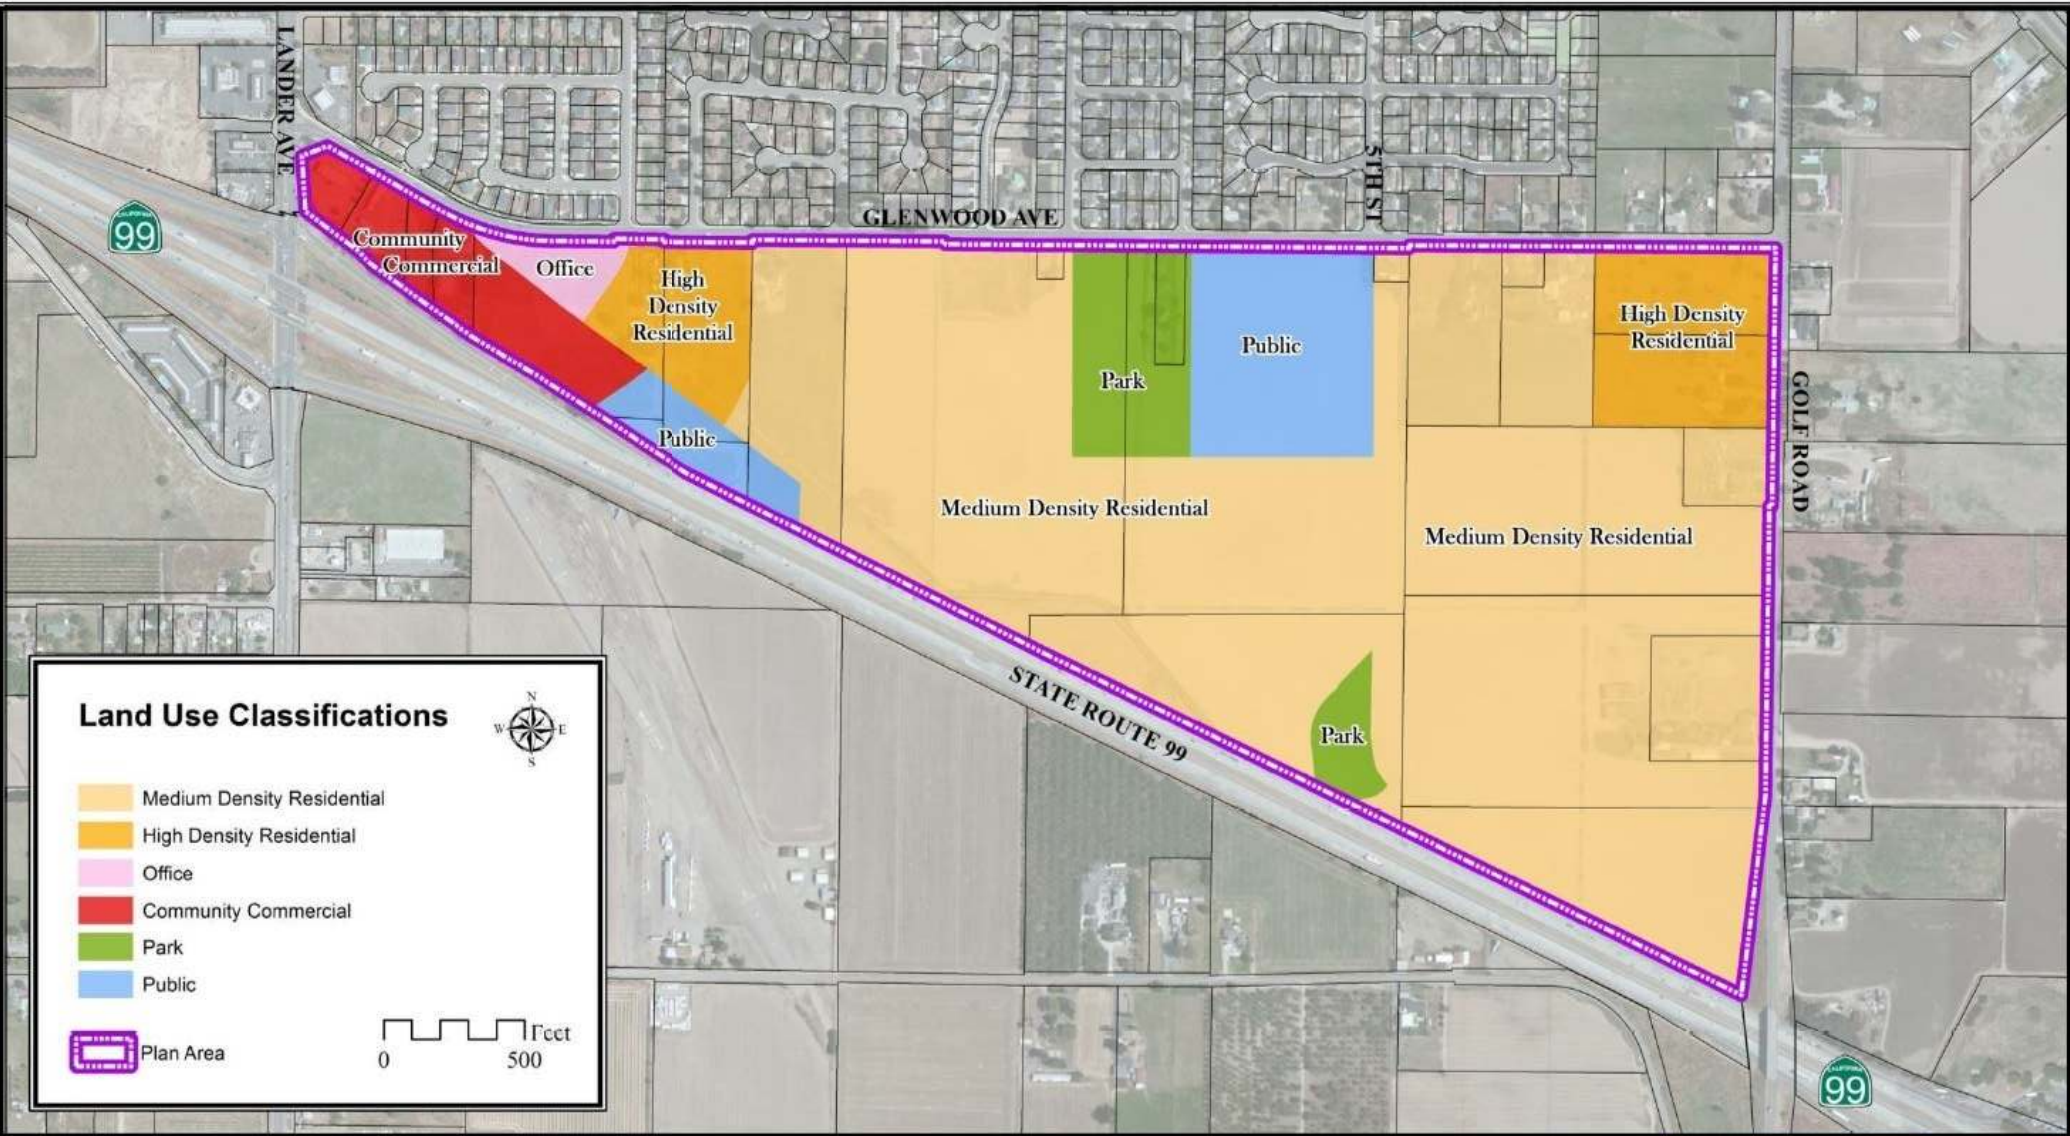 LANDER AVE
CALIFORNIA
99
GLENWOOD AVE
5TH ST
Community
Commercial
Office
High
Density
Residential
Park
Public
High Density
Residential
GOLF ROAD
Public
Medium Density Residential
Medium Density Residential
STATE ROUTE 99
Park
Land Use Classifications
N
W E
S
Medium Density Residential
High Density Residential
Office
Community Commercial
Park
Public
Plan Area
Feet
0 500
CALIFORNIA
99